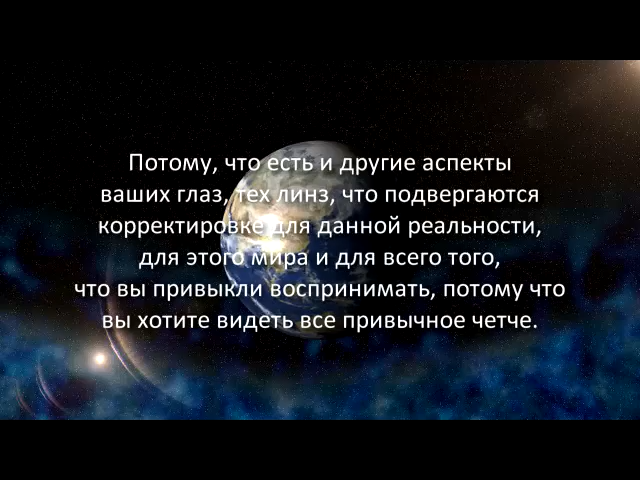 Потому, что есть и другие аспекты
ваших глаз, тех линз, что подвергаются
корректировке для данной реальности,
для этого мира и для всего того,
что вы привыкли воспринимать, потому что
вы хотите видеть все привычное четче.